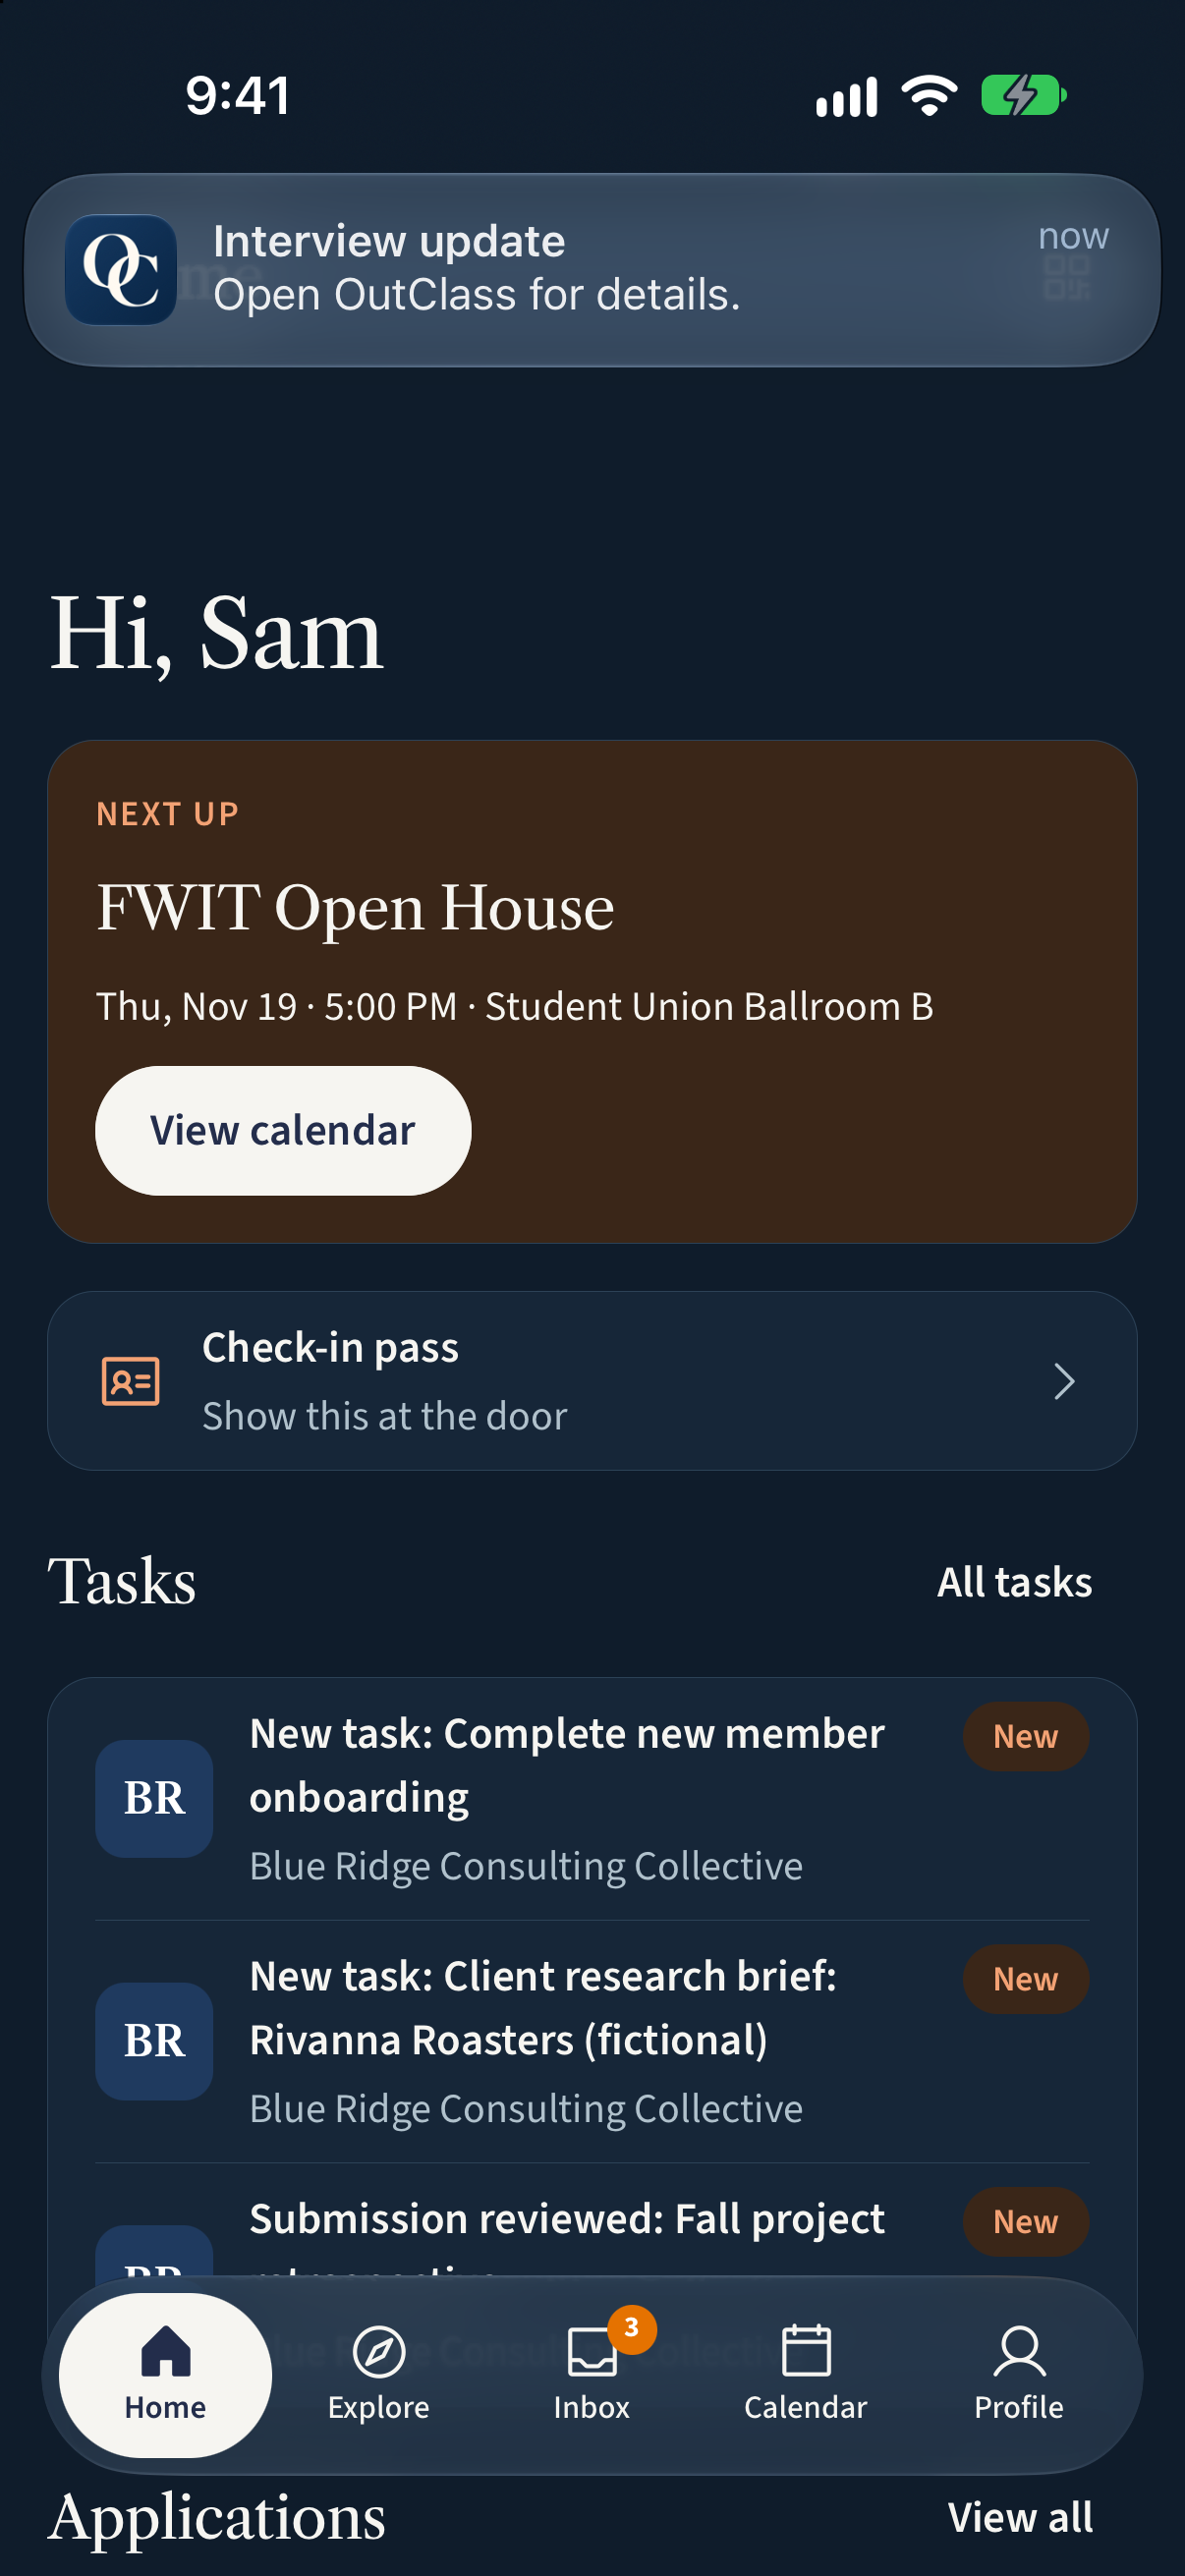 9:41
OC
Interview update
now
Open OutClass for details.
Hi, Sam
NEXT UP
FWIT Open House
Thu, Nov 19 · 5:00 PM · Student Union Ballroom B
View calendar
Check-in pass
Show this at the door
Tasks
All tasks
BR
New task: Complete new member
onboarding
New
Blue Ridge Consulting Collective
BR
New task: Client research brief:
Rivanna Roasters (fictional)
New
Blue Ridge Consulting Collective
BR
Submission reviewed: Fall project
retrospective
New
3
Home
Explore
Inbox
Calendar
Profile
Applications
View all